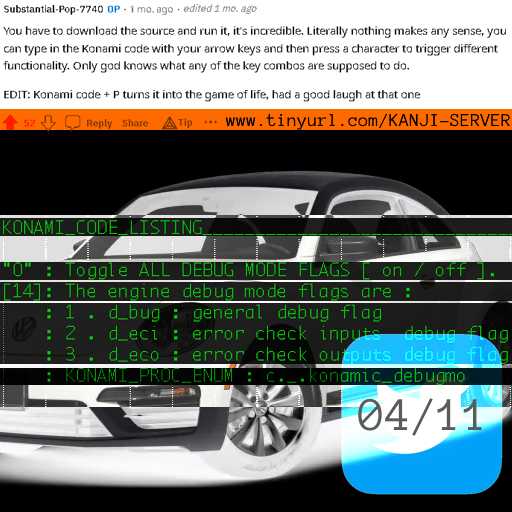 Substantial-Pop-7740 OP · 1 mo. ago · edited 1 mo. ago
You have to download the source and run it, it's incredible. Literally nothing makes any sense, you
can type in the Konami code with your arrow keys and then press a character to trigger different
functionality. Only god knows what any of the key combos are supposed to do.
EDIT: Konami code + P turns it into the game of life, had a good laugh at that one
52 Reply Share Tip ··· www.tinyurl.com/KANJI-SERVER
KONAMI_CODE_LISTING
"0" : Toggle ALL DEBUG MODE FLAGS [ on / off ].
[14]: The engine debug mode flags are :
: 1 . d_bug : general debug flag
: 2 . d_eci : error check inputs debug flag
: 3 . d_eco : error check outputs debug flag
: KONAMI_PROC_ENUM : c._.konamic_debugmo
04/11